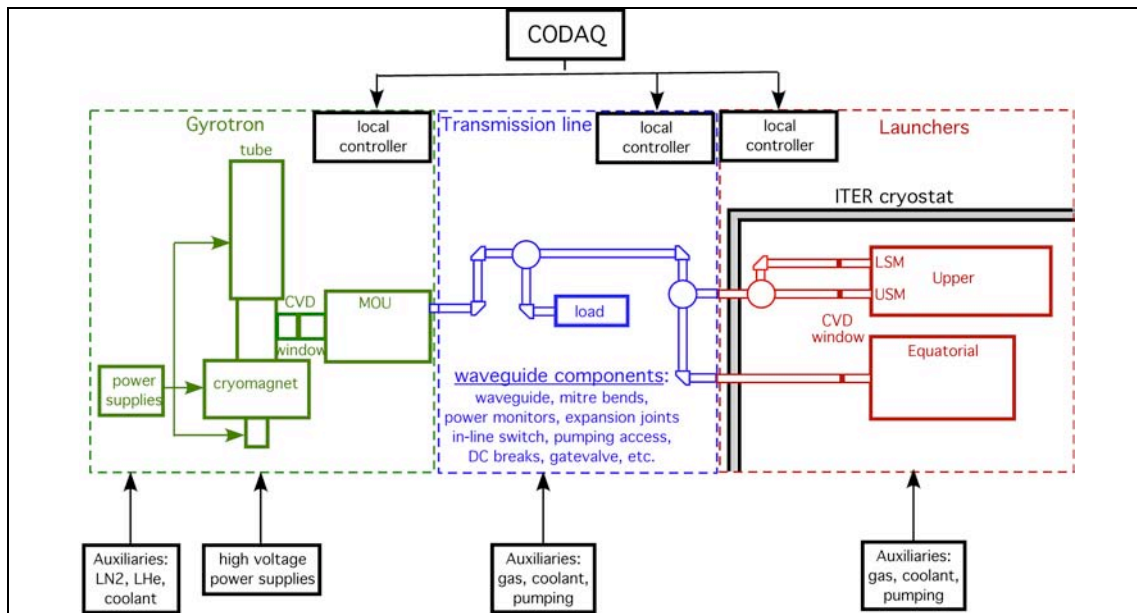 CODAQ
Gyrotron
local
controller
Transmission line
local
controller
local
controller
Launchers
tube
ITER cryostat
CVD
window
MOU
load
LSM
USM
Upper
CVD
window
Equatorial
power
supplies
cryomagnet
waveguide components:
waveguide, mitre bends,
power monitors, expansion joints
in-line switch, pumping access,
DC breaks, gatevalve, etc.
Auxiliaries:
LN2, LHe,
coolant
high voltage
power supplies
Auxiliaries:
gas, coolant,
pumping
Auxiliaries:
gas, coolant,
pumping